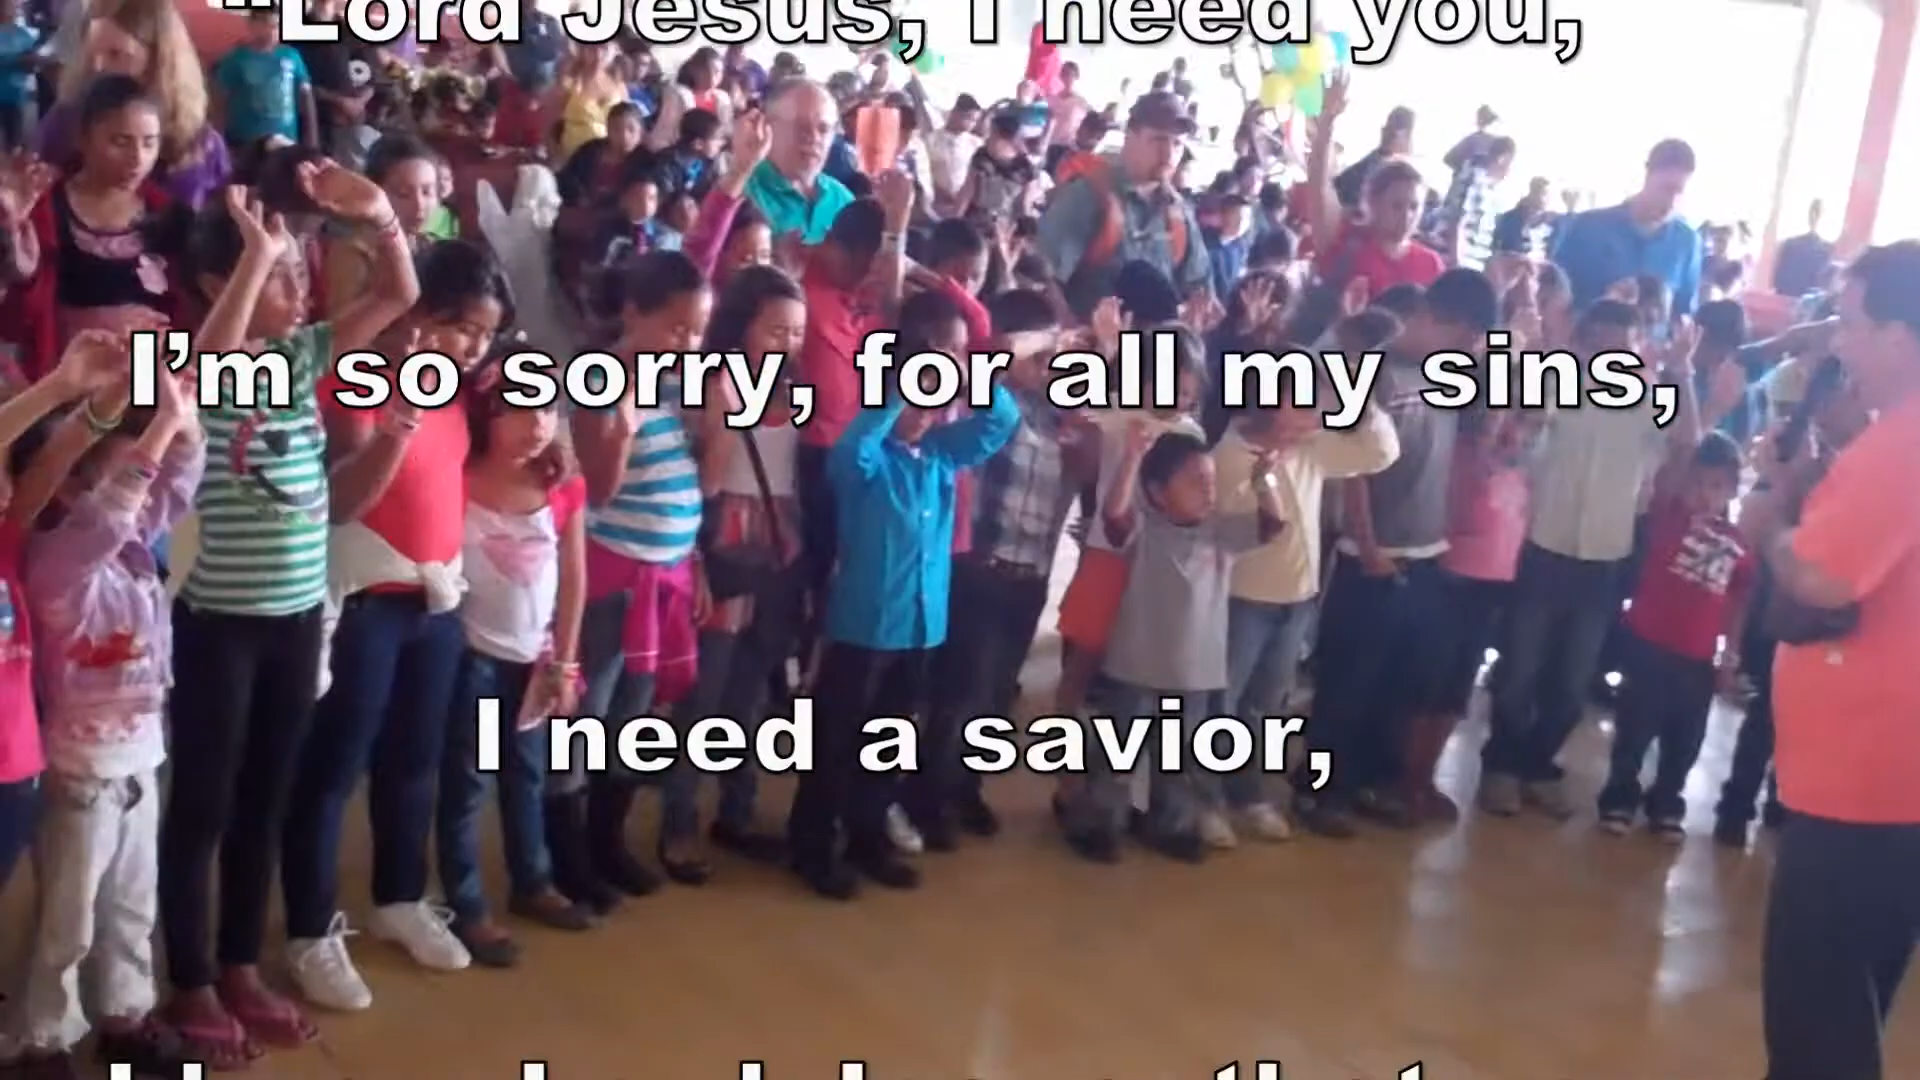 "Lord Jesus, I need you,
I'm so sorry, for all my sins,
I need a savior,